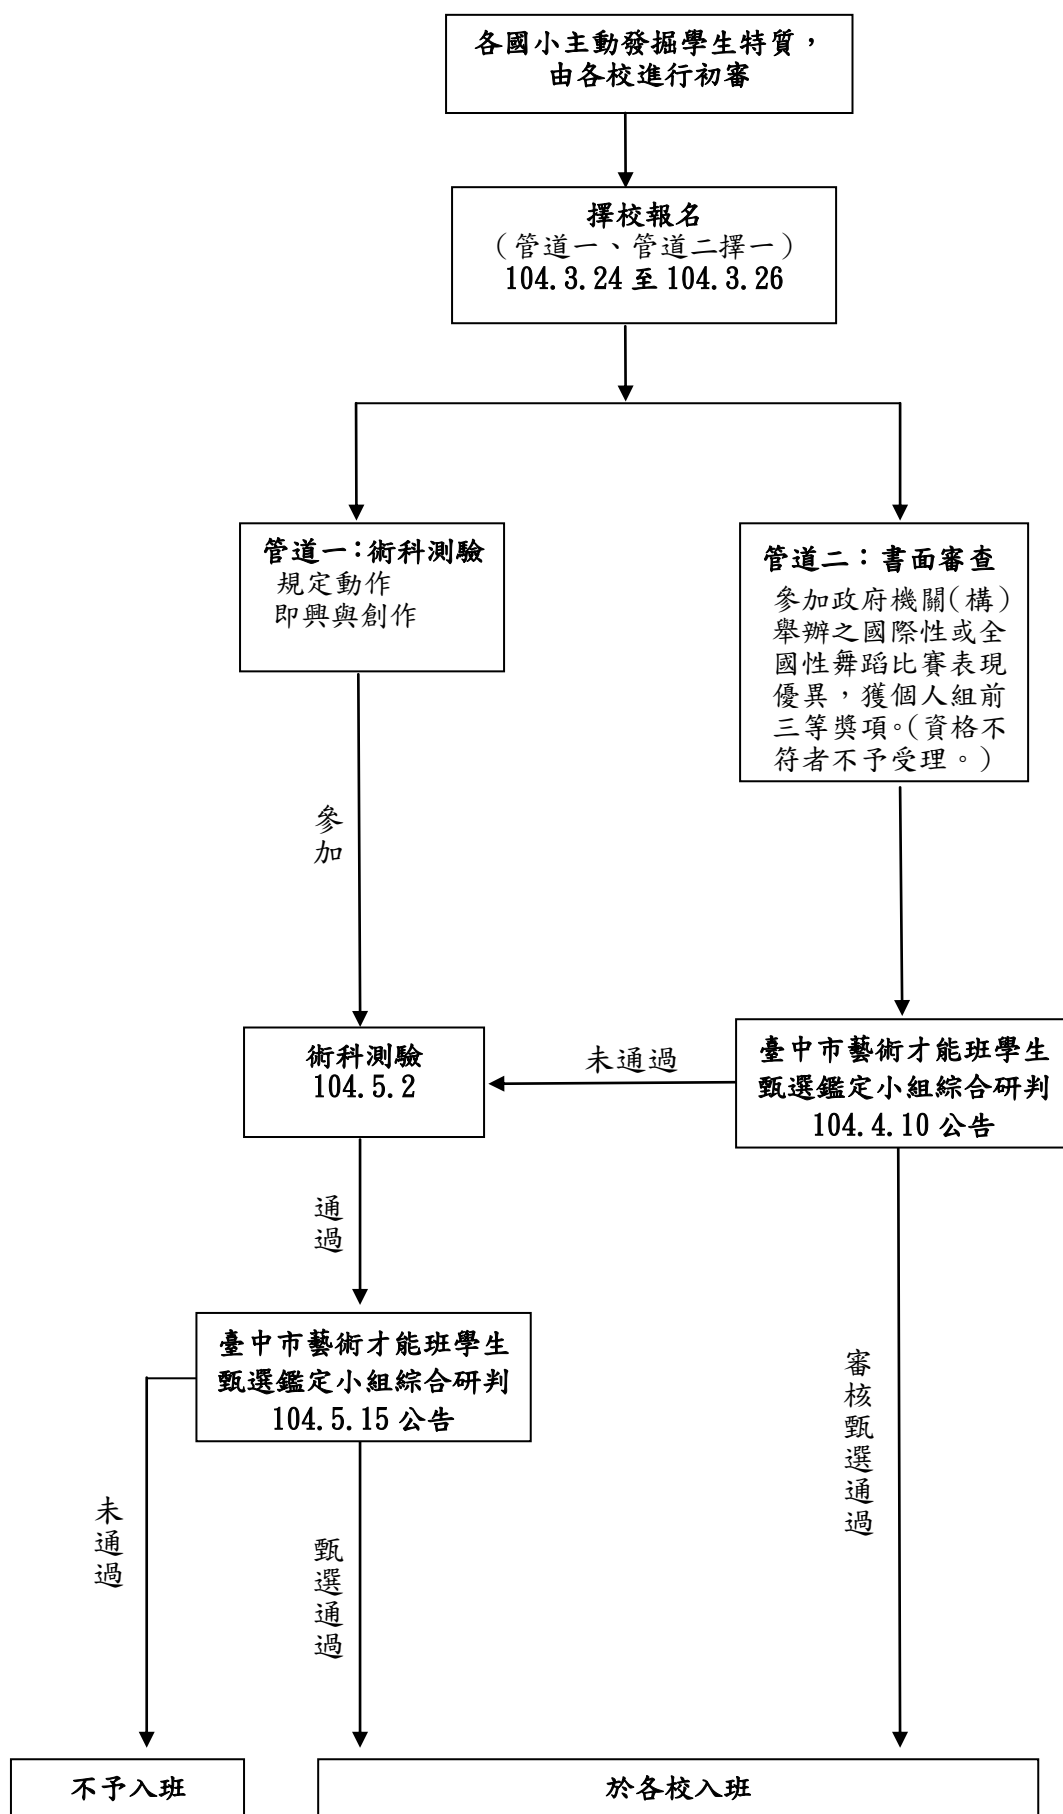 各國小主動發掘學生特質，
由各校進行初審
擇校報名
（管道一、管道二擇一）
104.3.24 至 104.3.26
管道一：術科測驗
規定動作
即興與創作
管道二：書面審查
參加政府機關(構)
舉辦之國際性或全
國性舞蹈比賽表現
優異，獲個人組前
三等獎項。(資格不
符者不予受理。)
參
加
術科測驗
104.5.2
未通過
臺中市藝術才能班學生
甄選鑑定小組綜合研判
104.4.10 公告
通
過
臺中市藝術才能班學生
甄選鑑定小組綜合研判
104.5.15 公告
審
核
甄
選
通
過
未
通
過
甄
選
通
過
不予入班
於各校入班